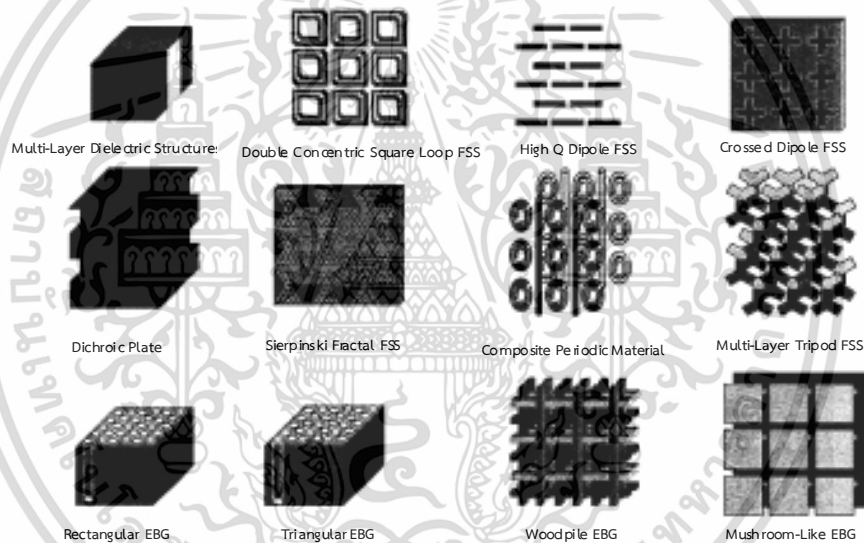 Multi-Layer Dielectric Structures
Double Concentric Square Loop FSS
High Q Dipole FSS
Crossed Dipole FSS
Dichroic Plate
Sierpinski Fractal FSS
Composite Periodic Material
Multi-Layer Tripod FSS
Rectangular EBG
Triangular EBG
Woodpile EBG
Mushroom-Like EBG